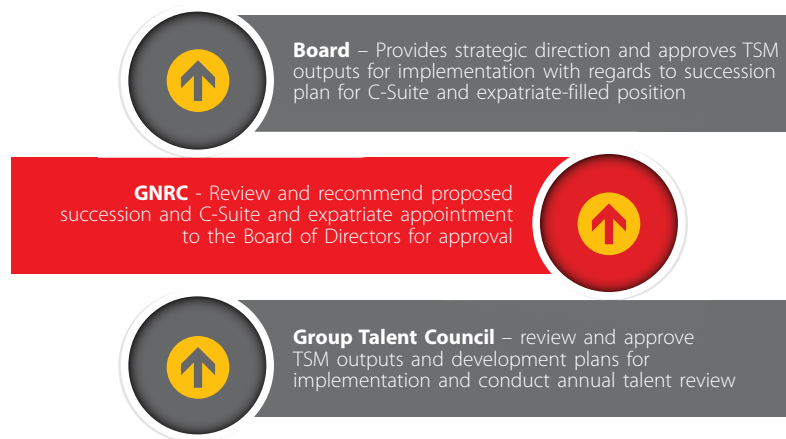 Board – Provides strategic direction and approves TSM
outputs for implementation with regards to succession
plan for C-Suite and expatriate-filled position
GNRC - Review and recommend proposed
succession and C-Suite and expatriate appointment
to the Board of Directors for approval
Group Talent Council – review and approve
TSM outputs and development plans for
implementation and conduct annual talent review